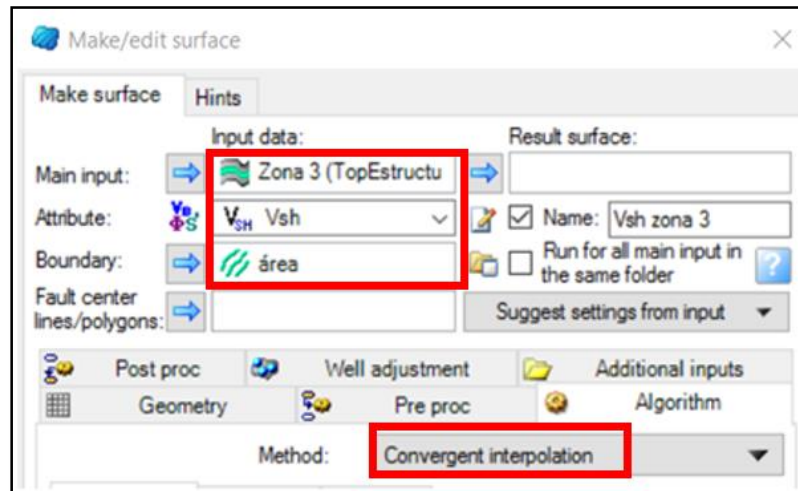 Make/edit surface
Make surface Hints
Input data: Result surface:
Main input: Zona 3 (TopEstructu
Attribute: Vsh Vsh Name: Vsh zona 3
Boundary: área Run for all main input in
the same folder
Fault center
lines/polygons: Suggest settings from input
Post proc Well adjustment Additional inputs
Geometry Pre proc Algorithm
Method: Convergent interpolation